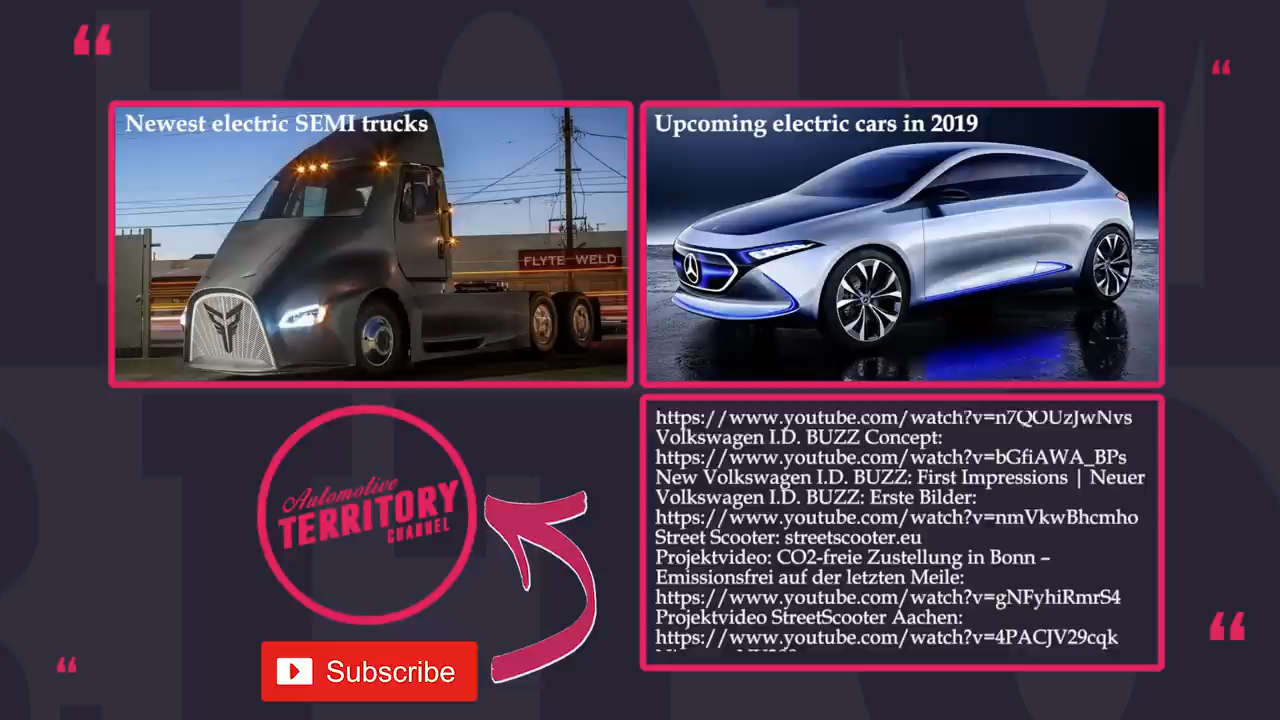 Newest electric SEMI trucks
FLYTE WELD
Upcoming electric cars in 2019
https://www.youtube.com/watch?v=n7QOUzJwNvs
Volkswagen I.D. BUZZ Concept:
https://www.youtube.com/watch?v=bGfiAWA_BPs
New Volkswagen I.D. BUZZ: First Impressions | Neuer
Volkswagen I.D. BUZZ: Erste Bilder:
https://www.youtube.com/watch?v=nmVkwBhcmho
Street Scooter: streetscooter.eu
Projektvideo: CO2-freie Zustellung in Bonn –
Emissionsfrei auf der letzten Meile:
https://www.youtube.com/watch?v=gNFyhiRmrS4
Projektvideo StreetScooter Aachen:
https://www.youtube.com/watch?v=4PACJV29cqk
Automotive
TERRITORY
CHANNEL
Subscribe